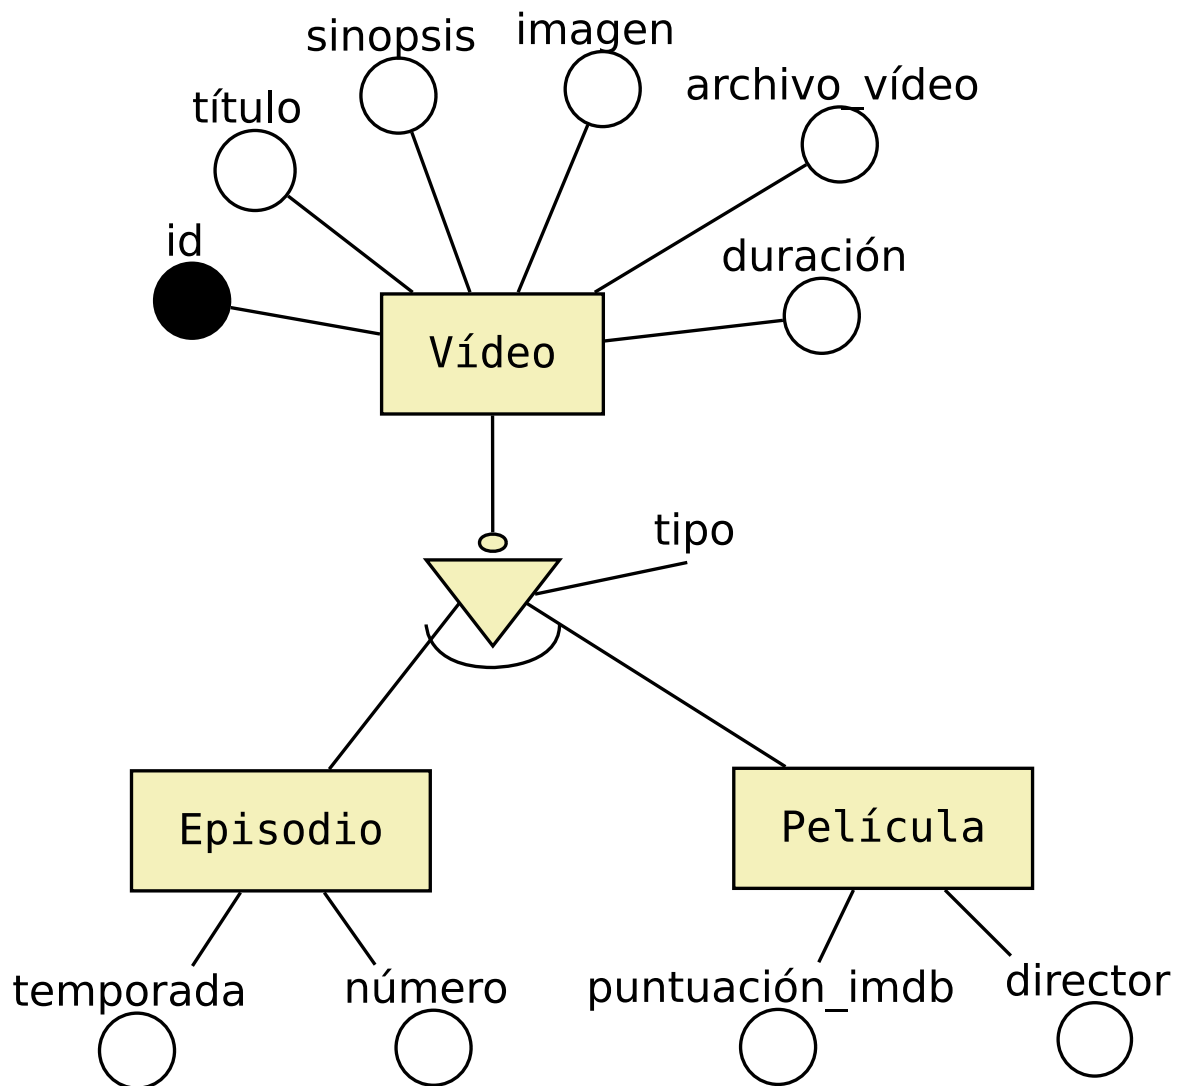 sinopsis
imagen
archivo_vídeo
título
id
duración
Vídeo
tipo
Episodio
Película
temporada
número
puntuación_imdb
director